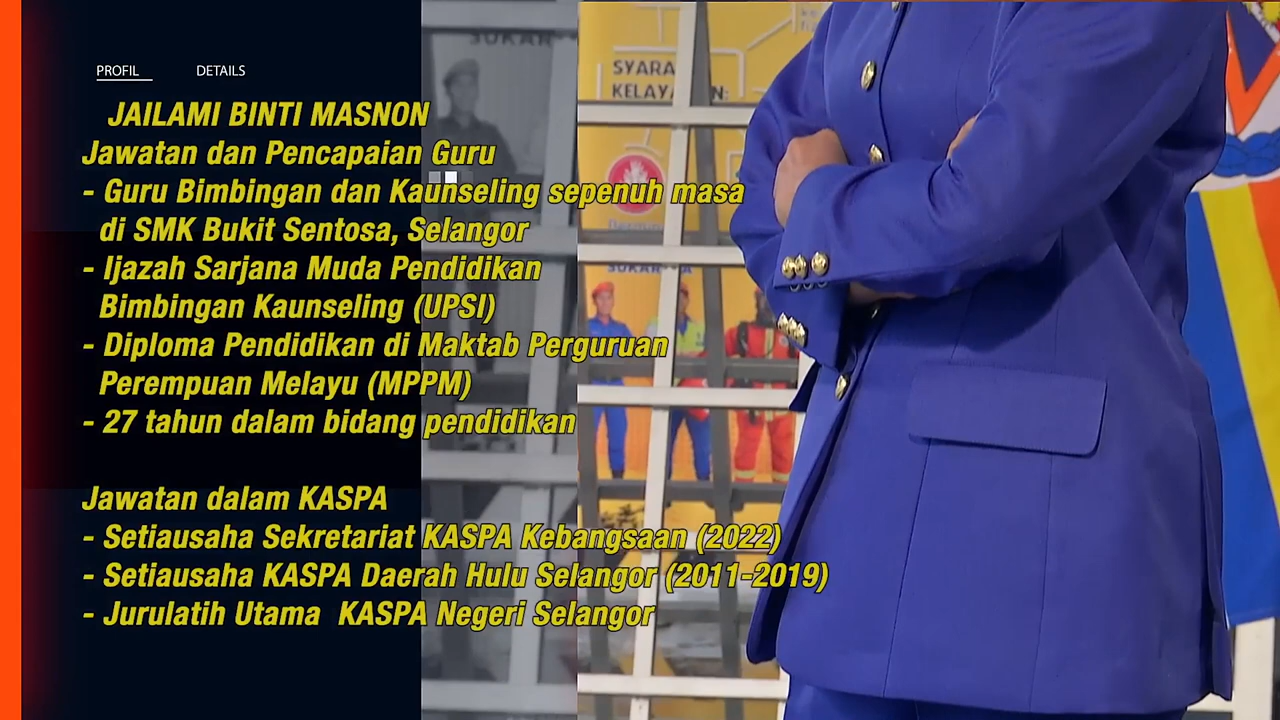 PROFIL DETAILS
JAILAMI BINTI MASNON
Jawatan dan Pencapaian Guru
- Guru Bimbingan dan Kaunseling sepenuh masa
di SMK Bukit Sentosa, Selangor
- Ijazah Sarjana Muda Pendidikan
Bimbingan Kaunseling (UPSI)
- Diploma Pendidikan di Maktab Perguruan
Perempuan Melayu (MPPM)
- 27 tahun dalam bidang pendidikan
Jawatan dalam KASPA
- Setiausaha Sekretariat KASPA Kebangsaan (2022)
- Setiausaha KASPA Daerah Hulu Selangor (2011-2019)
- Jurulatih Utama  KASPA Negeri Selangor